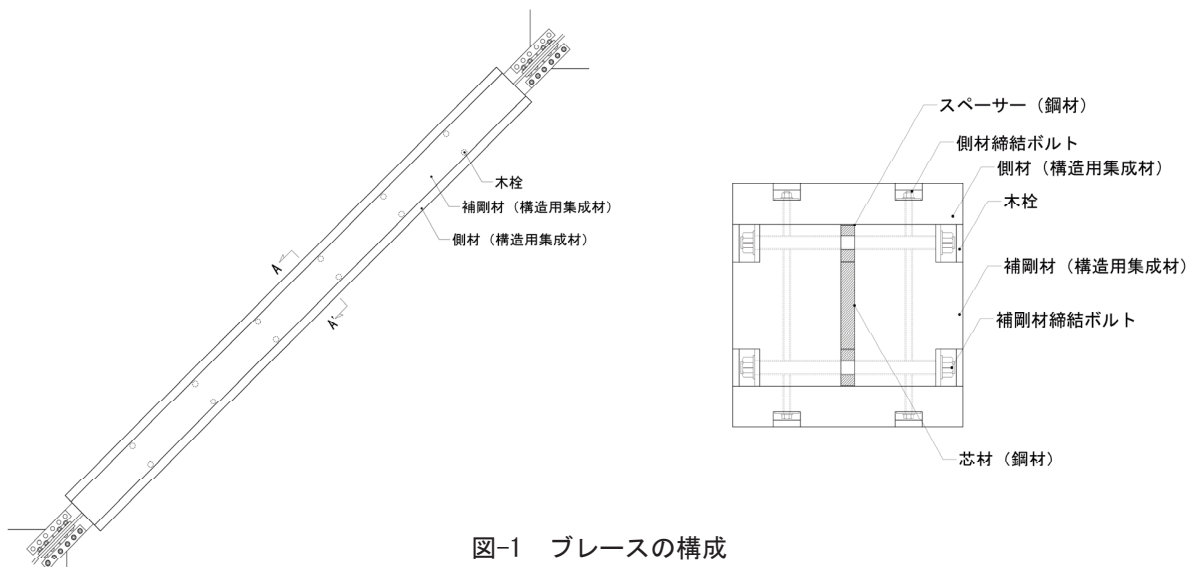 木栓
補剛材（構造用集成材）
側材（構造用集成材）
A
A'
スペーサー（鋼材）
側材締結ボルト
側材（構造用集成材）
木栓
補剛材（構造用集成材）
補剛材締結ボルト
芯材（鋼材）
図-1　ブレースの構成